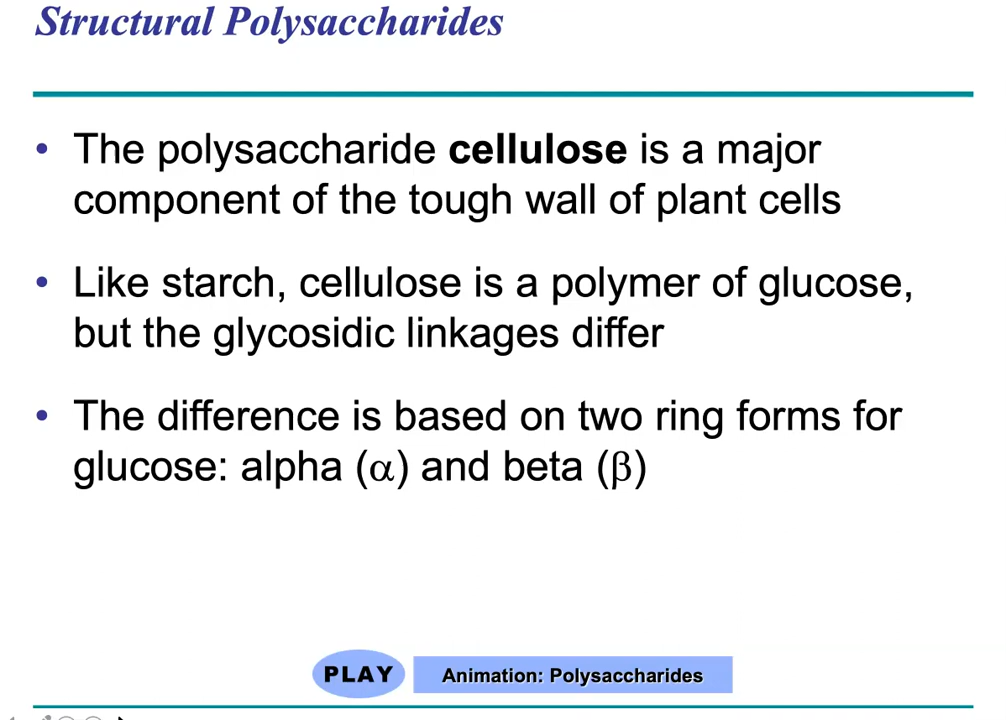 Structural Polysaccharides
• The polysaccharide cellulose is a major
component of the tough wall of plant cells
• Like starch, cellulose is a polymer of glucose,
but the glycosidic linkages differ
• The difference is based on two ring forms for
glucose: alpha (α) and beta (β)
PLAY
Animation: Polysaccharides